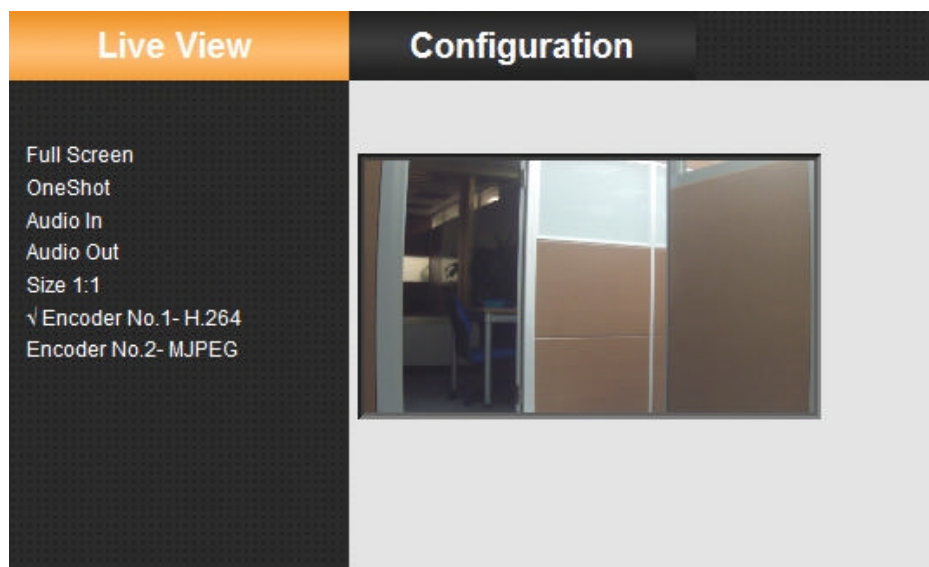 Live View
Configuration
Full Screen
OneShot
Audio In
Audio Out
Size 1:1
√ Encoder No.1- H.264
Encoder No.2- MJPEG